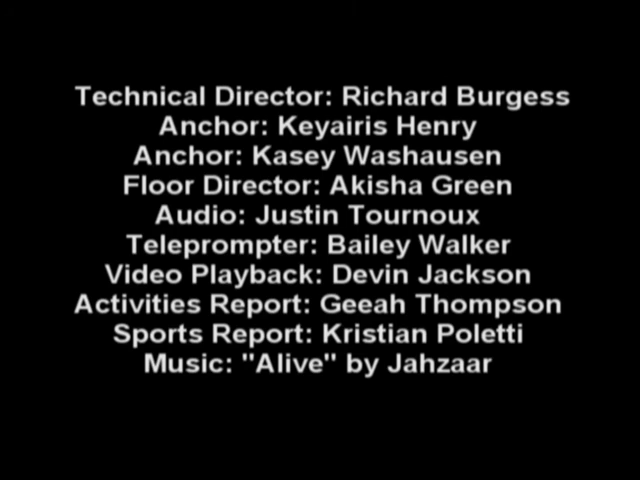 Technical Director: Richard Burgess
Anchor: Keyairis Henry
Anchor: Kasey Washausen
Floor Director: Akisha Green
Audio: Justin Tournoux
Teleprompter: Bailey Walker
Video Playback: Devin Jackson
Activities Report: Geeah Thompson
Sports Report: Kristian Poletti
Music: "Alive" by Jahzaar